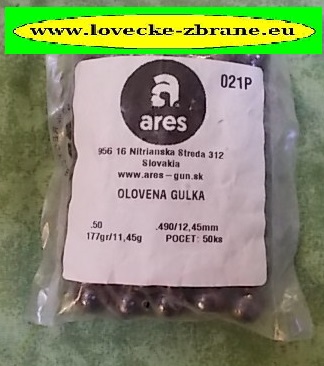 www.lovecke-zbrane.eu
021P
ares
956 16 Nitrianska Streda 312
Slovakia
www.ares-gun.sk
OLOVENA GULKA
.50 .490/12,45mm
177gr/11,45g POCET: 50ks